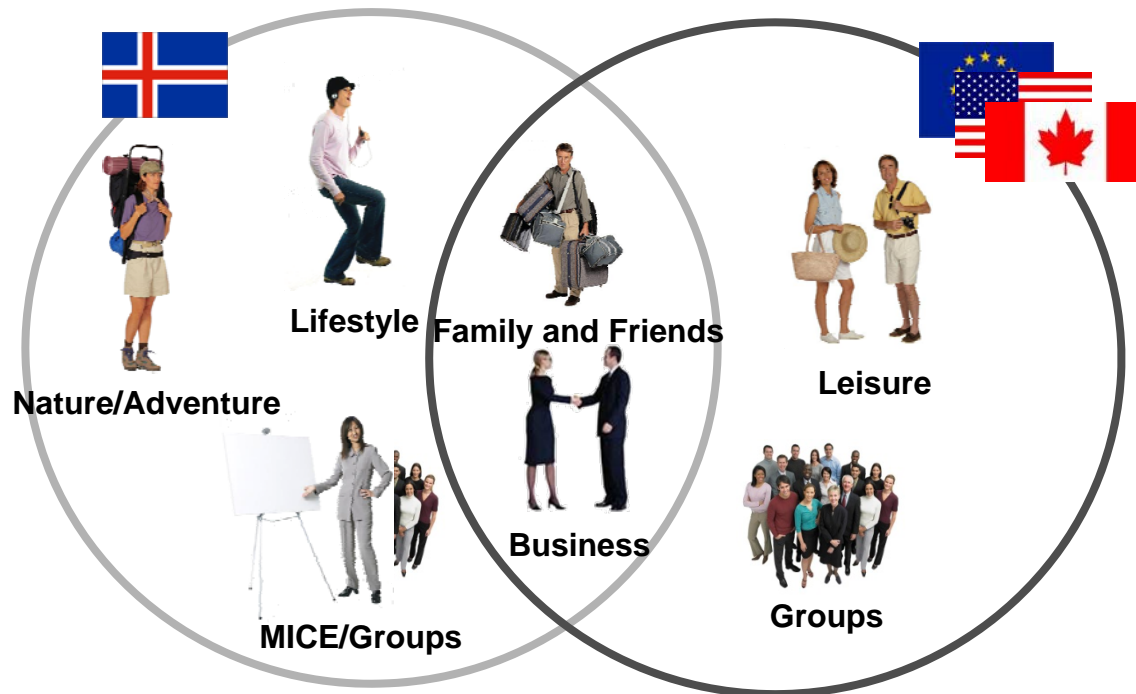 Lifestyle
Family and Friends
Nature/Adventure
Leisure
Business
MICE/Groups
Groups